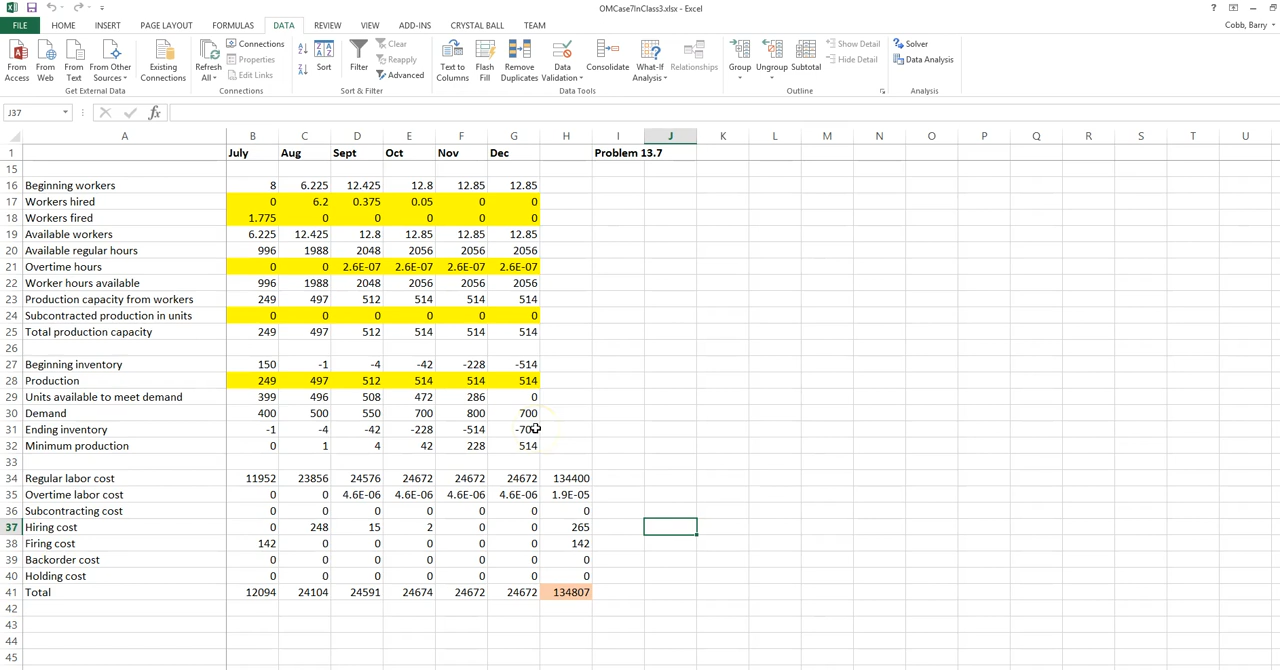 OMCase7InClass3.xlsx - Excel
FILE HOME INSERT PAGE LAYOUT FORMULAS DATA REVIEW VIEW ADD-INS CRYSTAL BALL TEAM Cobb, Barry
From Access From Web From Text From Other Sources Existing Connections Refresh All Connections Properties Edit Links Sort Filter Clear Reapply Advanced Text to Columns Flash Fill Remove Duplicates Data Validation Consolidate What-If Analysis Relationships Group Ungroup Subtotal Show Detail Hide Detail Solver Data Analysis
Get External Data Connections Sort & Filter Data Tools Outline Analysis
J37 fx
A B C D E F G H I J K L M N O P Q R S T U
1 July Aug Sept Oct Nov Dec Problem 13.7
15
16 Beginning workers 8 6.225 12.425 12.8 12.85 12.85
17 Workers hired 0 6.2 0.375 0.05 0 0
18 Workers fired 1.775 0 0 0 0 0
19 Available workers 6.225 12.425 12.8 12.85 12.85 12.85
20 Available regular hours 996 1988 2048 2056 2056 2056
21 Overtime hours 0 0 2.6E-07 2.6E-07 2.6E-07 2.6E-07
22 Worker hours available 996 1988 2048 2056 2056 2056
23 Production capacity from workers 249 497 512 514 514 514
24 Subcontracted production in units 0 0 0 0 0 0
25 Total production capacity 249 497 512 514 514 514
26
27 Beginning inventory 150 -1 -4 -42 -228 -514
28 Production 249 497 512 514 514 514
29 Units available to meet demand 399 496 508 472 286 0
30 Demand 400 500 550 700 800 700
31 Ending inventory -1 -4 -42 -228 -514
32 Minimum production 0 1 4 42 228 514
33
34 Regular labor cost 11952 23856 24576 24672 24672 24672 134400
35 Overtime labor cost 0 0 4.6E-06 4.6E-06 4.6E-06 4.6E-06 1.9E-05
36 Subcontracting cost 0 0 0 0 0 0 0
37 Hiring cost 0 248 15 2 0 0 265
38 Firing cost 142 0 0 0 0 0 142
39 Backorder cost 0 0 0 0 0 0 0
40 Holding cost 0 0 0 0 0 0 0
41 Total 12094 24104 24591 24674 24672 24672 134807
42
43
44
45